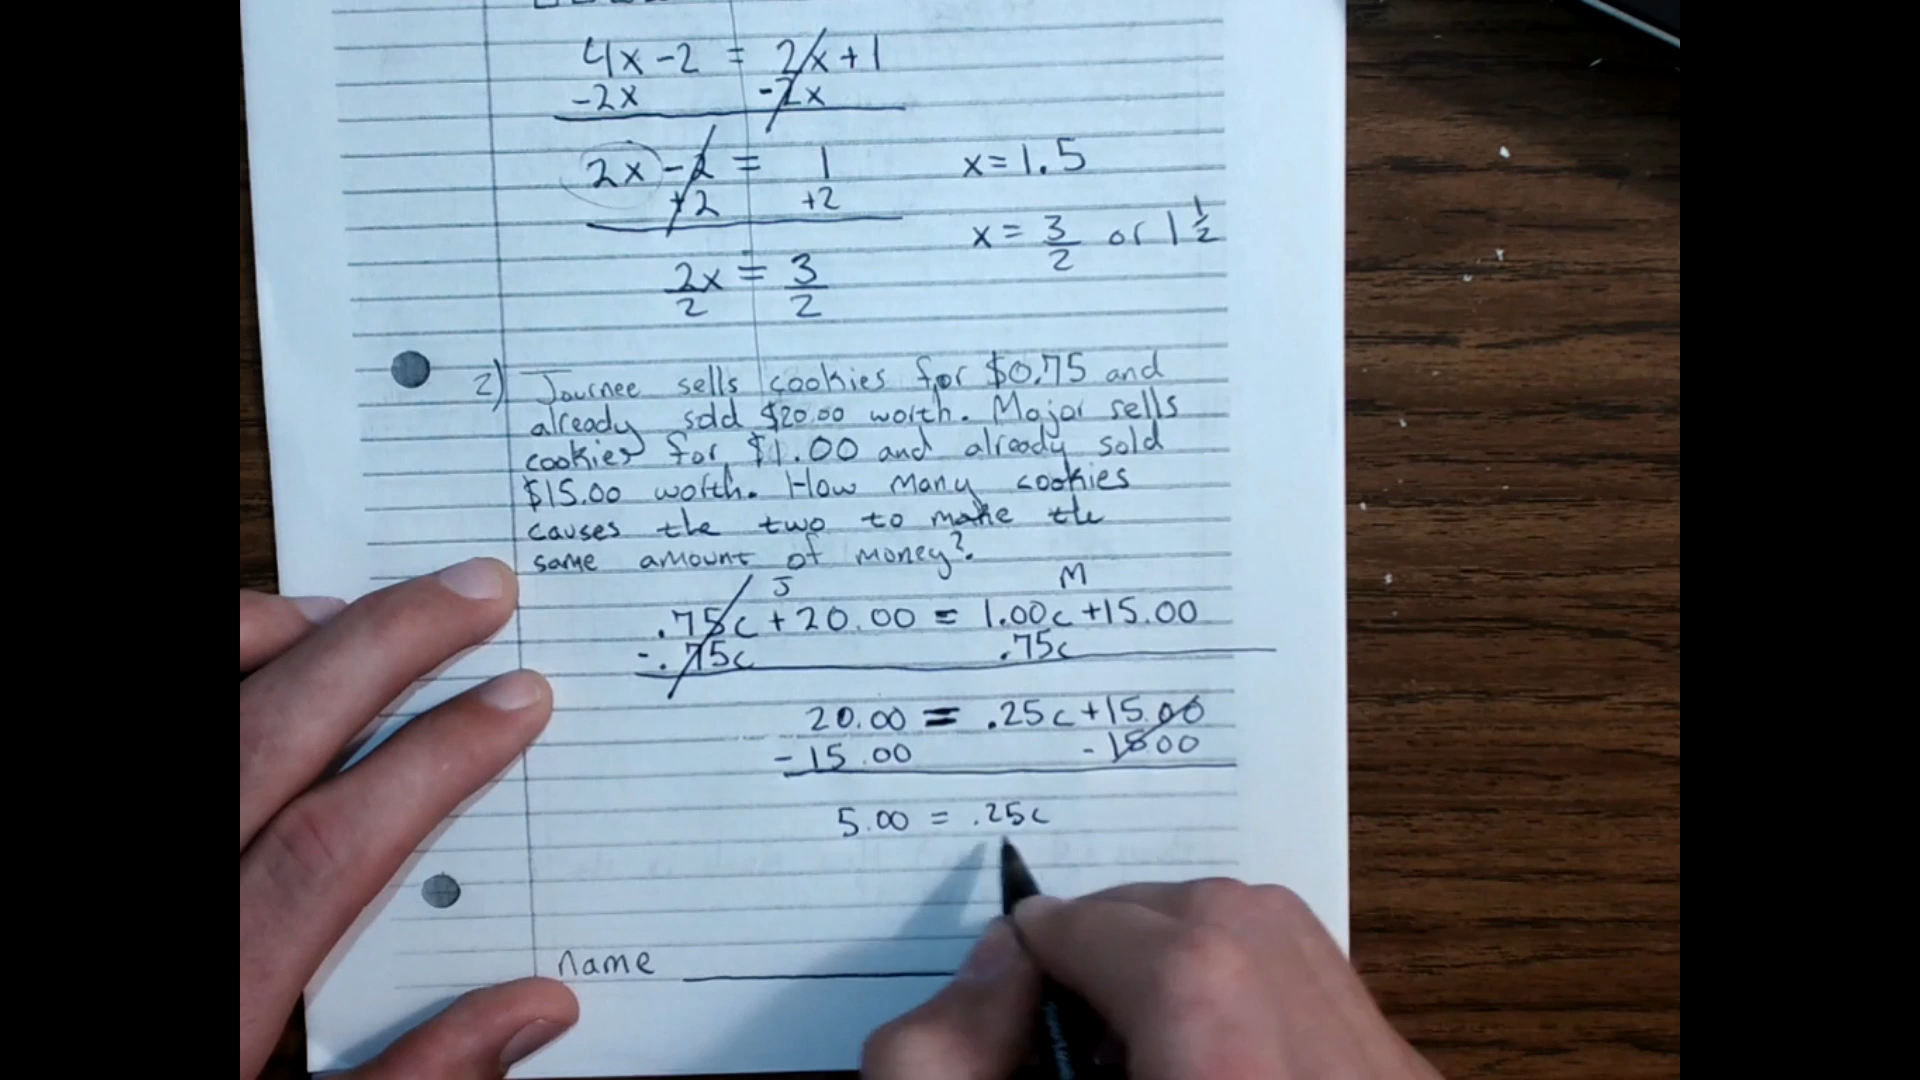 4x-2 = 2x+1
-2x -2x
2x-2 = 1
+2 +2
x=1.5
x= 3/2 or 1 1/2
2x/2 = 3/2
2) Journee sells cookies for $0.75 and
already sold $20.00 worth. Major sells
cookies for $1.00 and already sold
$15.00 worth. How many cookies
causes the two to make the
same amount of money?
J M
.75c+20.00 = 1.00c+15.00
-.75c .75c
20.00 = .25c+15.00
-15.00 -15.00
5.00 = .25c
name